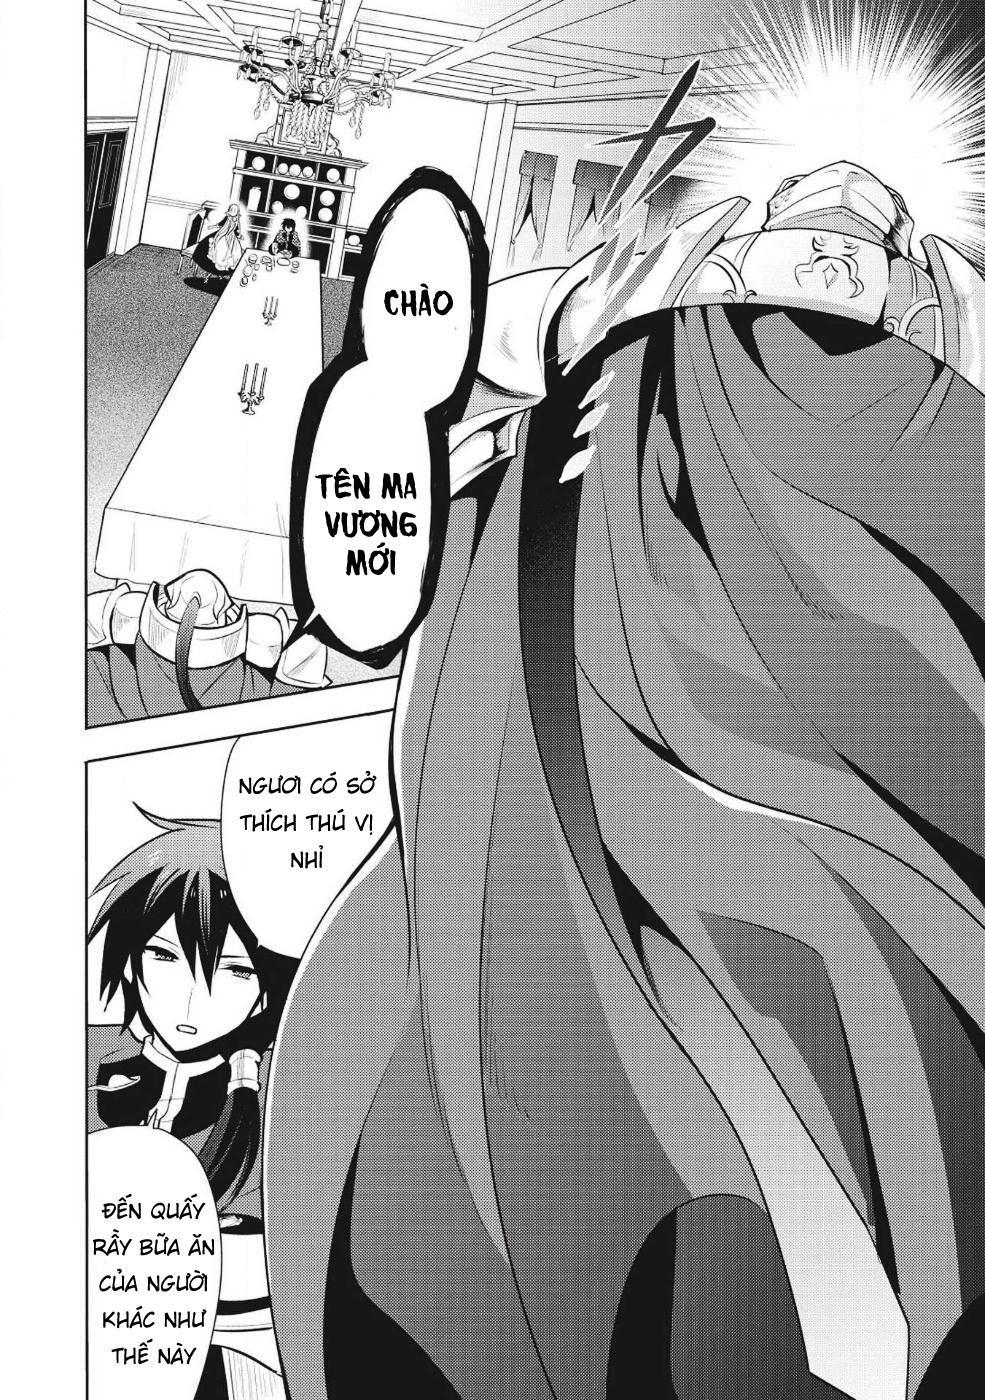 CHÀO
TÊN MA
VƯƠNG
MỚI
NGƯƠI CÓ SỞ
THÍCH THÚ VỊ
NHỈ
ĐẾN QUẤY
RẦY BỮA ĂN
CỦA NGƯỜI
KHÁC NHƯ
THẾ NÀY